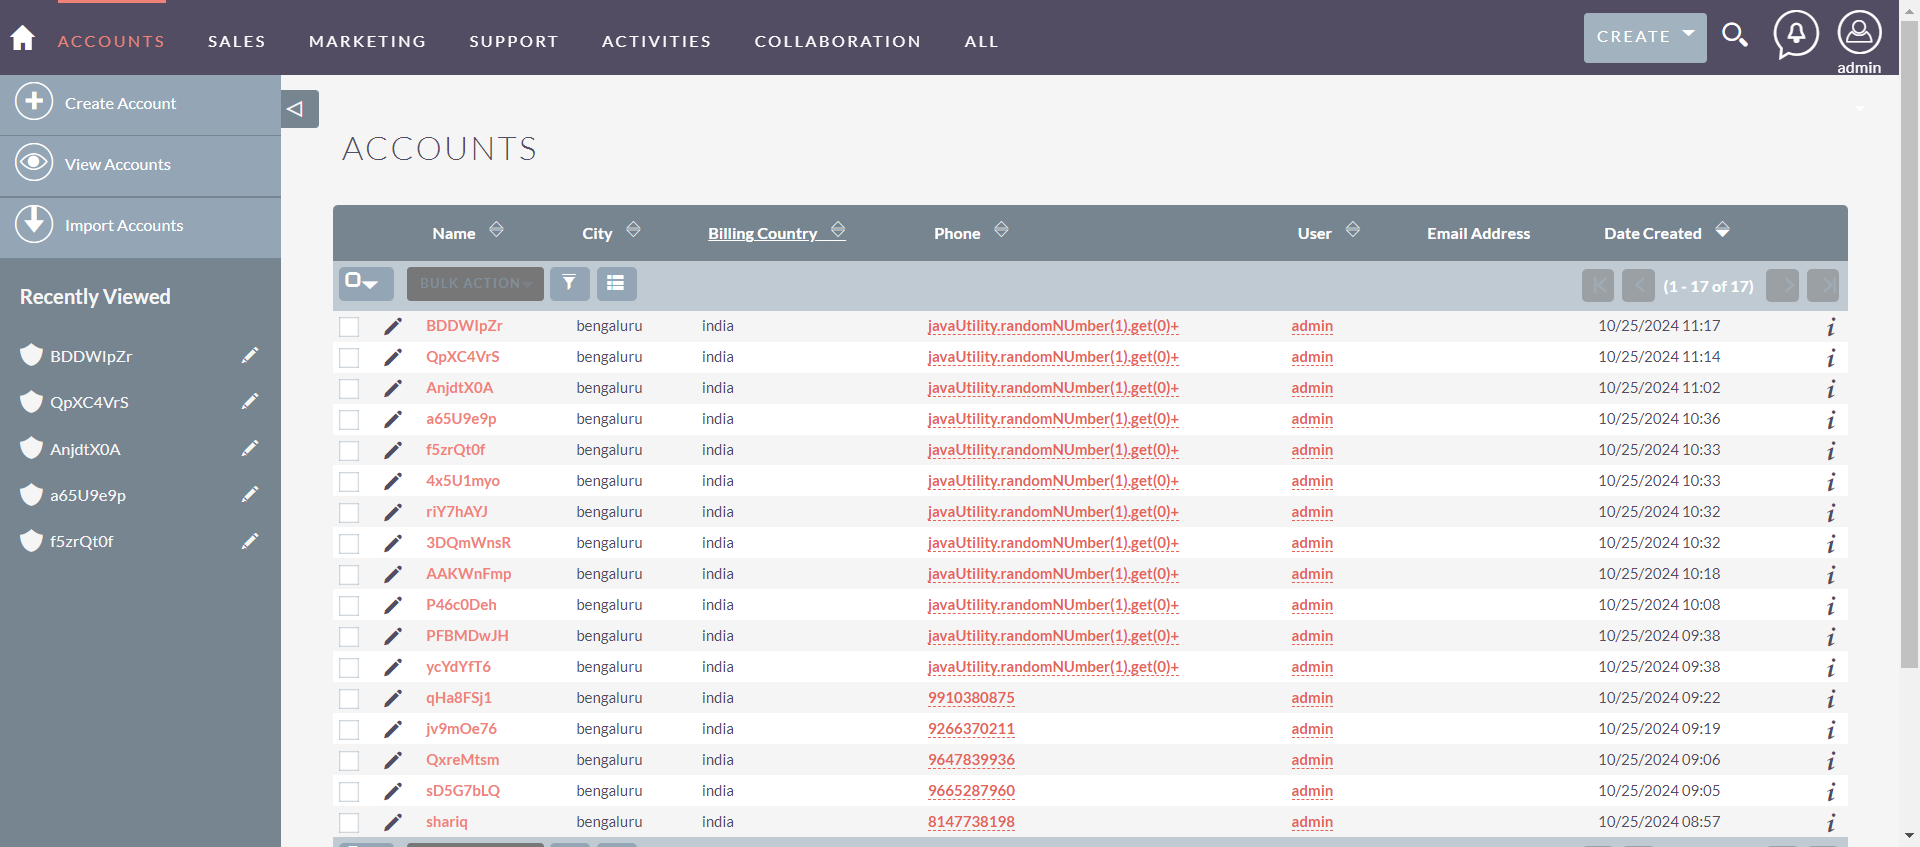 ACCOUNTS SALES MARKETING SUPPORT ACTIVITIES COLLABORATION ALL CREATE
admin
Create Account
View Accounts
Import Accounts
Recently Viewed
BDDWIpZr
QpXC4VrS
AnjdtX0A
a65U9e9p
f5zrQt0f
ACCOUNTS
Name City Billing Country Phone User Email Address Date Created
BULK ACTION (1 - 17 of 17)
BDDWIpZr bengaluru india javaUtility.randomNUmber(1).get(0)+ admin 10/25/2024 11:17
QpXC4VrS bengaluru india javaUtility.randomNUmber(1).get(0)+ admin 10/25/2024 11:14
AnjdtX0A bengaluru india javaUtility.randomNUmber(1).get(0)+ admin 10/25/2024 11:02
a65U9e9p bengaluru india javaUtility.randomNUmber(1).get(0)+ admin 10/25/2024 10:36
f5zrQt0f bengaluru india javaUtility.randomNUmber(1).get(0)+ admin 10/25/2024 10:33
4x5U1myo bengaluru india javaUtility.randomNUmber(1).get(0)+ admin 10/25/2024 10:33
riY7hAYJ bengaluru india javaUtility.randomNUmber(1).get(0)+ admin 10/25/2024 10:32
3DQmWnsR bengaluru india javaUtility.randomNUmber(1).get(0)+ admin 10/25/2024 10:32
AAKWnFmp bengaluru india javaUtility.randomNUmber(1).get(0)+ admin 10/25/2024 10:18
P46c0Deh bengaluru india javaUtility.randomNUmber(1).get(0)+ admin 10/25/2024 10:08
PFBMDwJH bengaluru india javaUtility.randomNUmber(1).get(0)+ admin 10/25/2024 09:38
ycYdYfT6 bengaluru india javaUtility.randomNUmber(1).get(0)+ admin 10/25/2024 09:38
qHa8FSj1 bengaluru india 9910380875 admin 10/25/2024 09:22
jv9mOe76 bengaluru india 9266370211 admin 10/25/2024 09:19
QxreMtsm bengaluru india 9647839936 admin 10/25/2024 09:06
sD5G7bLQ bengaluru india 9665287960 admin 10/25/2024 09:05
shariq bengaluru india 8147738198 admin 10/25/2024 08:57